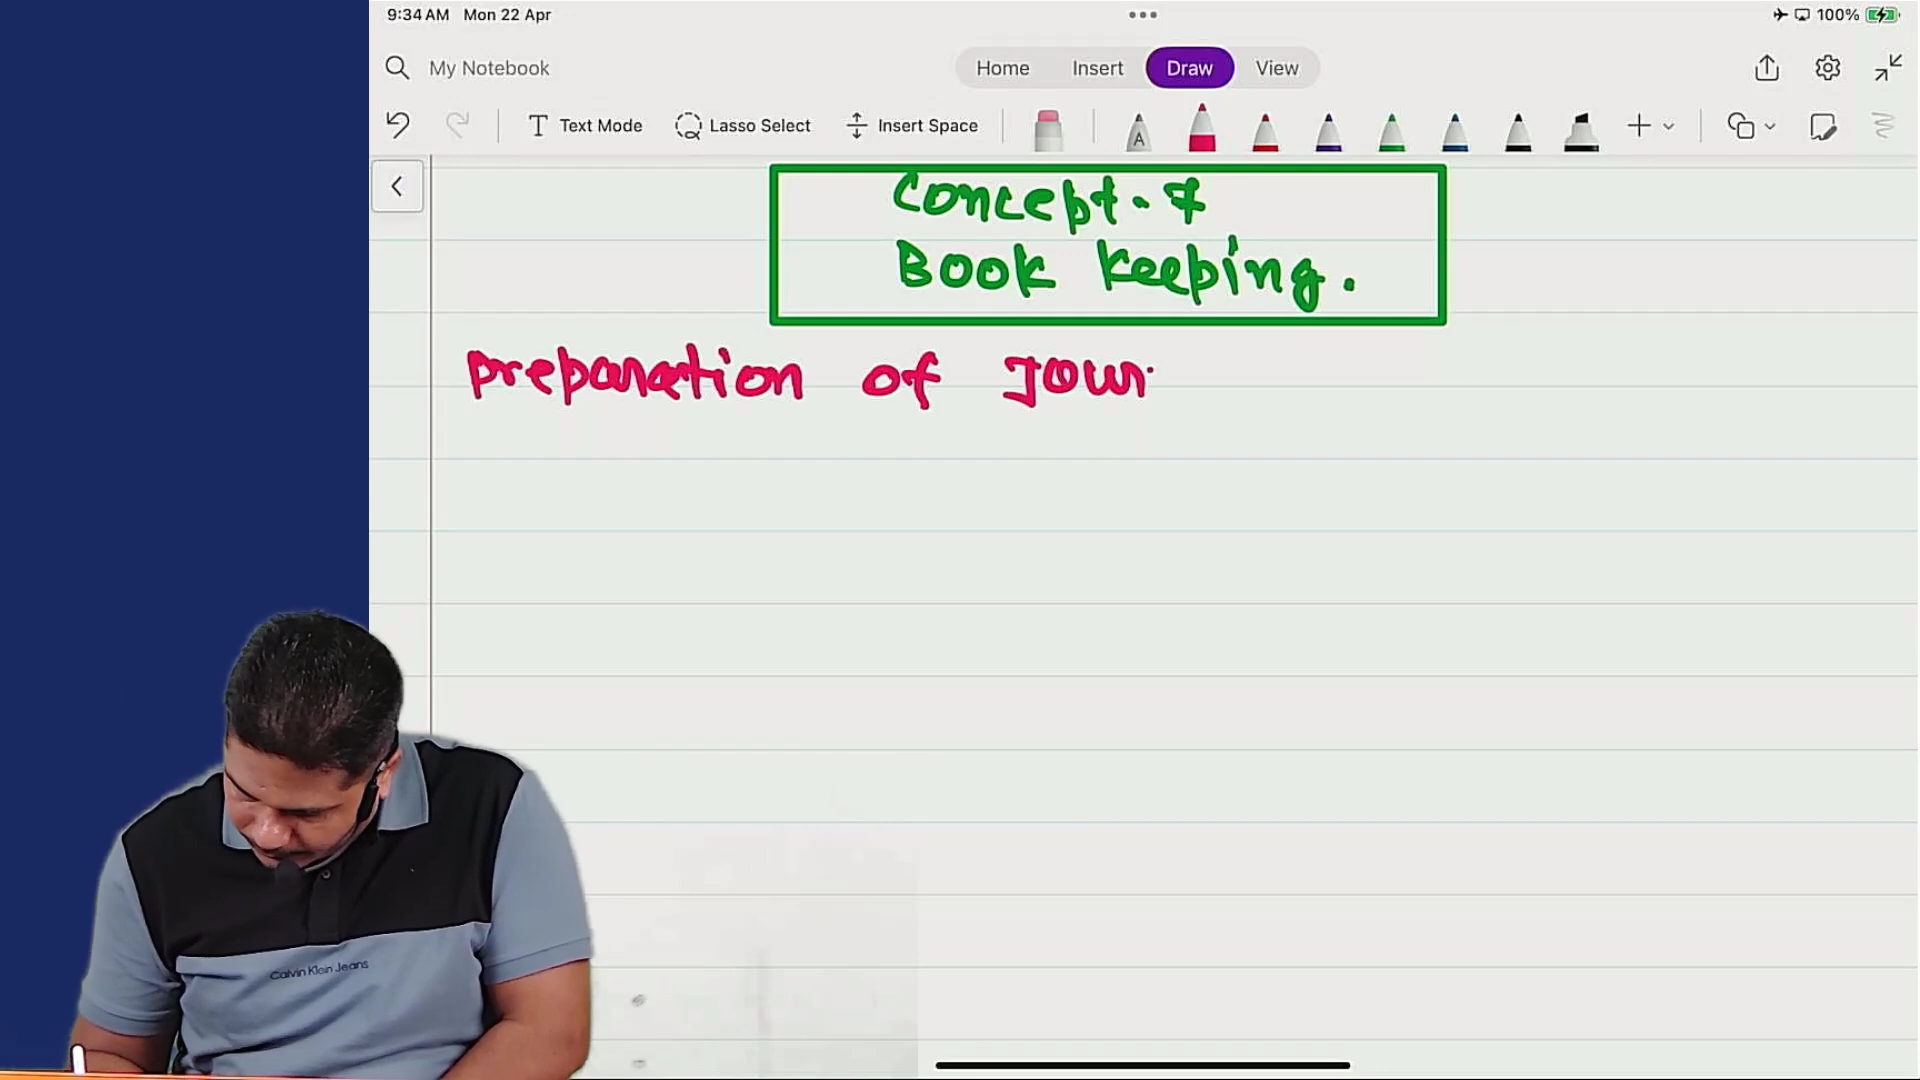 9:34 AM Mon 22 Apr
100%
My Notebook
Home Insert Draw View
Text Mode Lasso Select Insert Space
A
Concept-7
Book keeping.
preparation of Jour
Calvin Klein Jeans